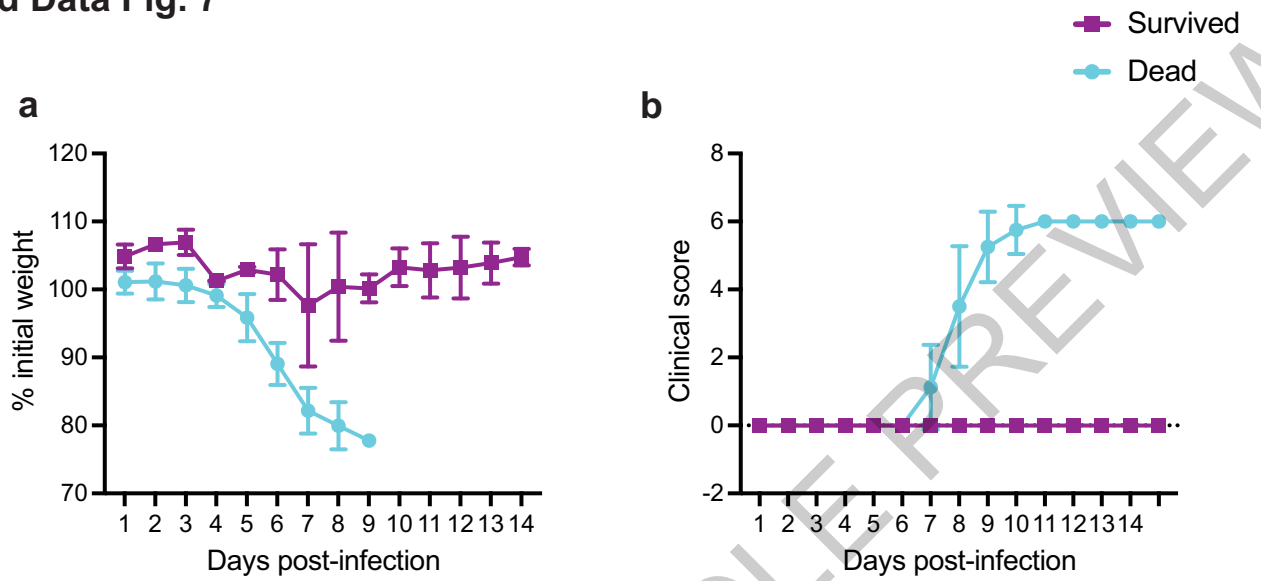 d Data Fig. 7
Survived
Dead
a
b
120
110
100
90
80
70
% initial weight
1 2 3 4 5 6 7 8 9 10 11 12 13 14
Days post-infection
8
6
4
2
0
-2
Clinical score
1 2 3 4 5 6 7 8 9 10 11 12 13 14
Days post-infection
LE PREVIEW